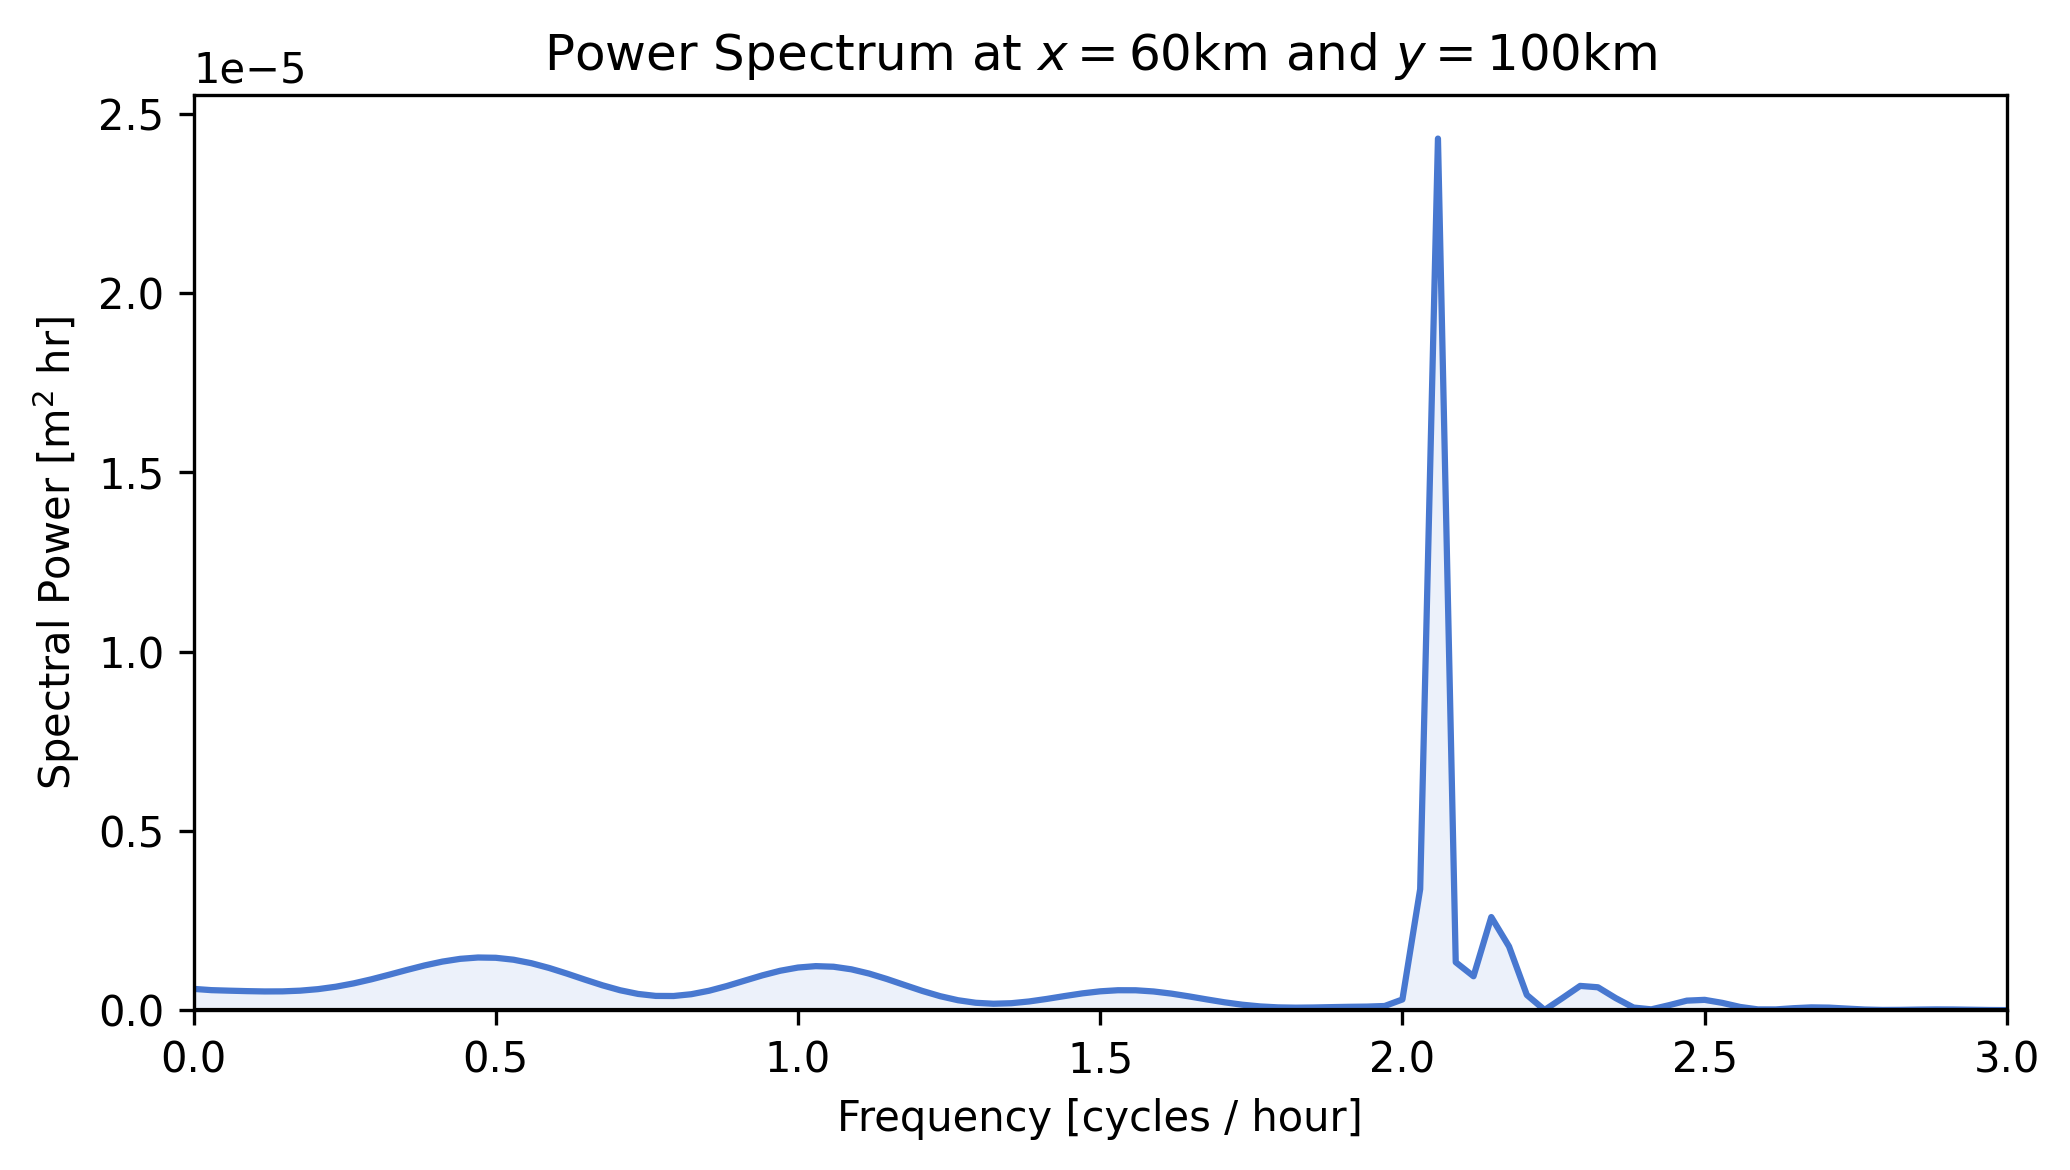 Power Spectrum at x = 60km and y = 100km
1e−5
2.5
2.0
1.5
1.0
0.5
0.0
Spectral Power [m² hr]
0.0 0.5 1.0 1.5 2.0 2.5 3.0
Frequency [cycles / hour]